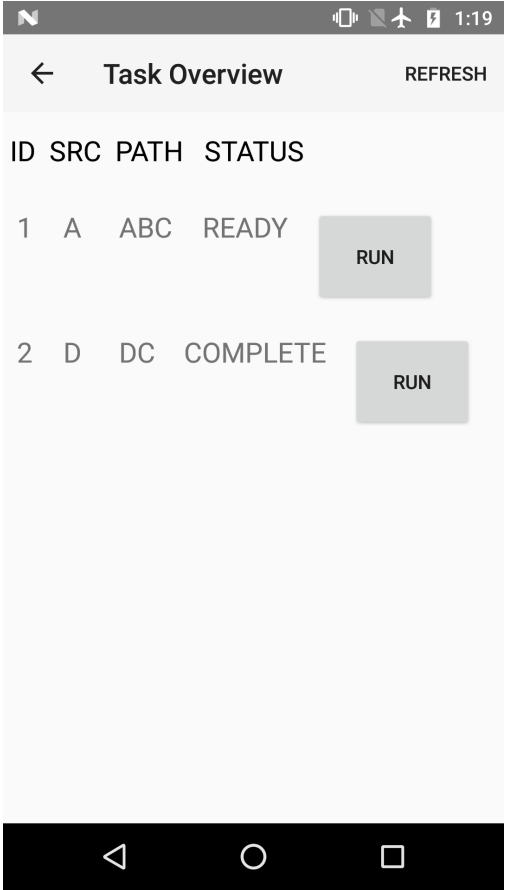 1:19
Task Overview REFRESH
ID SRC PATH STATUS
1 A ABC READY RUN
2 D DC COMPLETE RUN